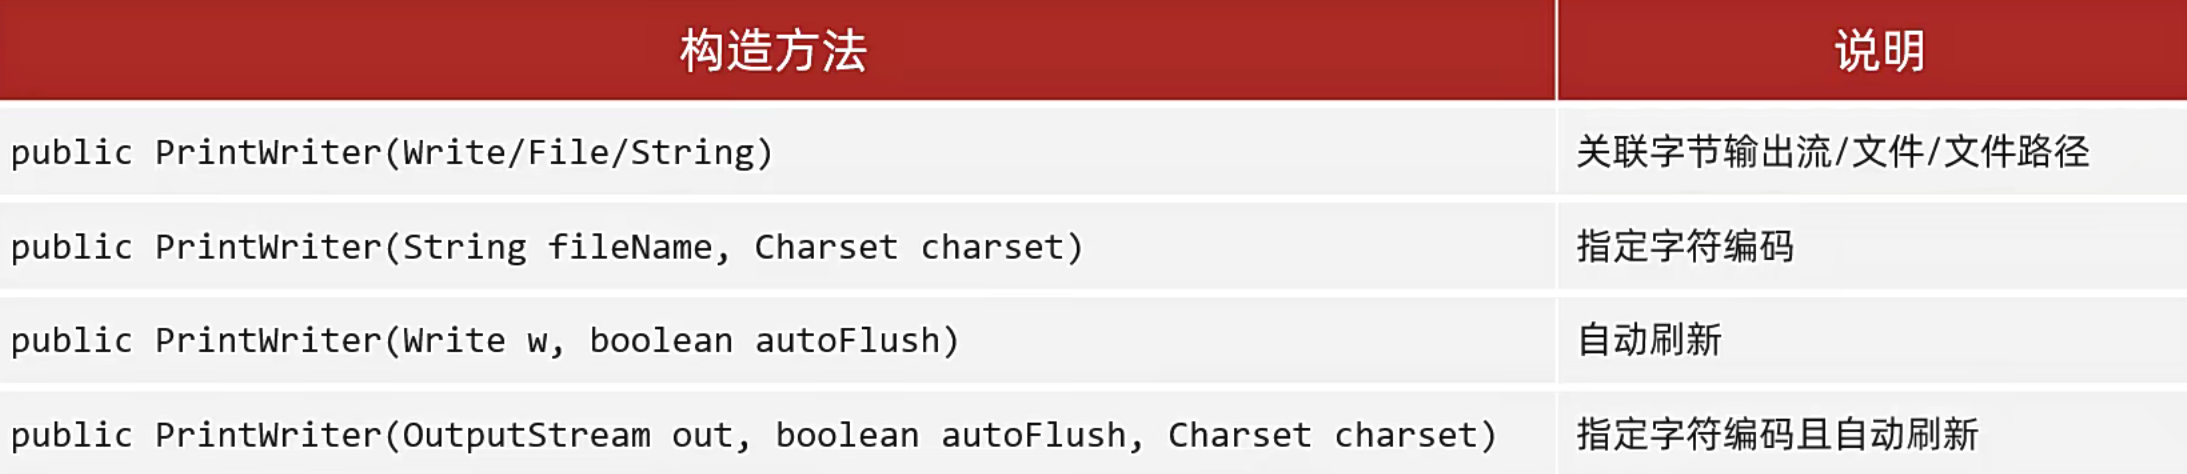 构造方法 说明
public PrintWriter(Write/File/String) 关联字节输出流/文件/文件路径
public PrintWriter(String fileName, Charset charset) 指定字符编码
public PrintWriter(Write w, boolean autoFlush) 自动刷新
public PrintWriter(OutputStream out, boolean autoFlush, Charset charset) 指定字符编码且自动刷新